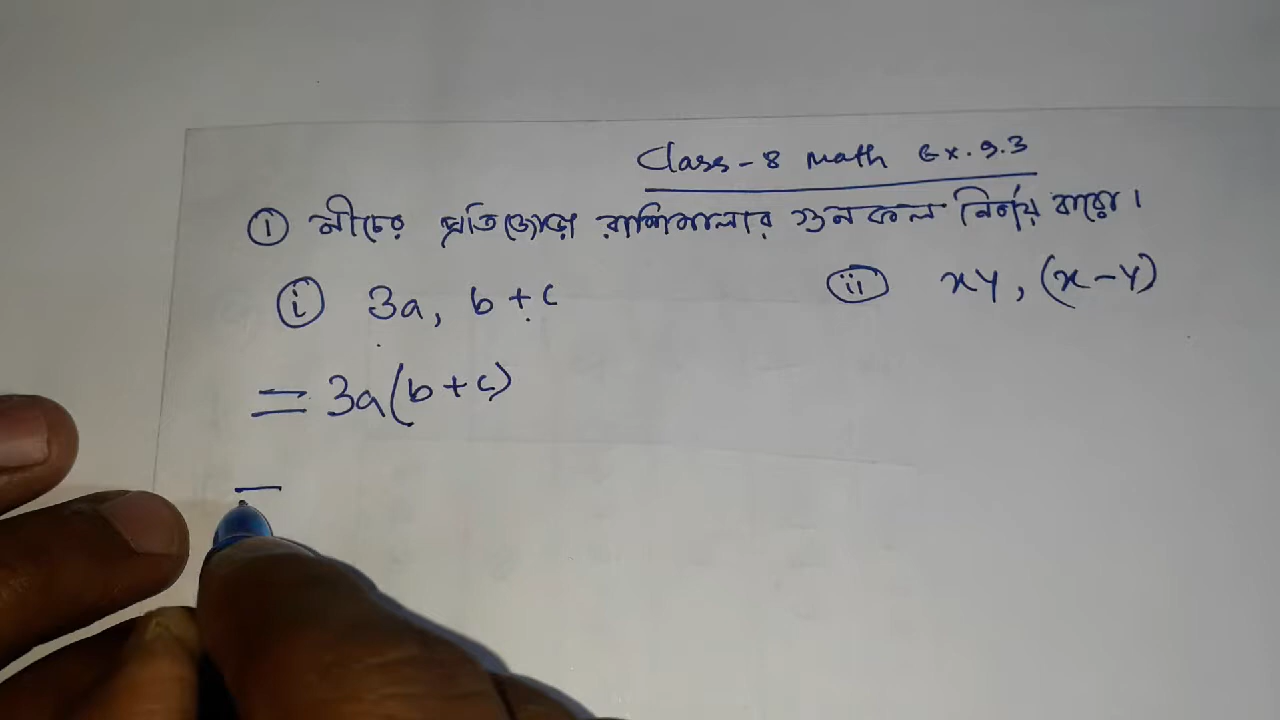 Class-8 Math Ex. 9.3
① নীচের প্রতিজোড়া রাশিমালার গুনফল নির্ণয় করো।
ⓘ 3a, b+c ⓘⓘ xy, (x-y)
= 3a(b+c)